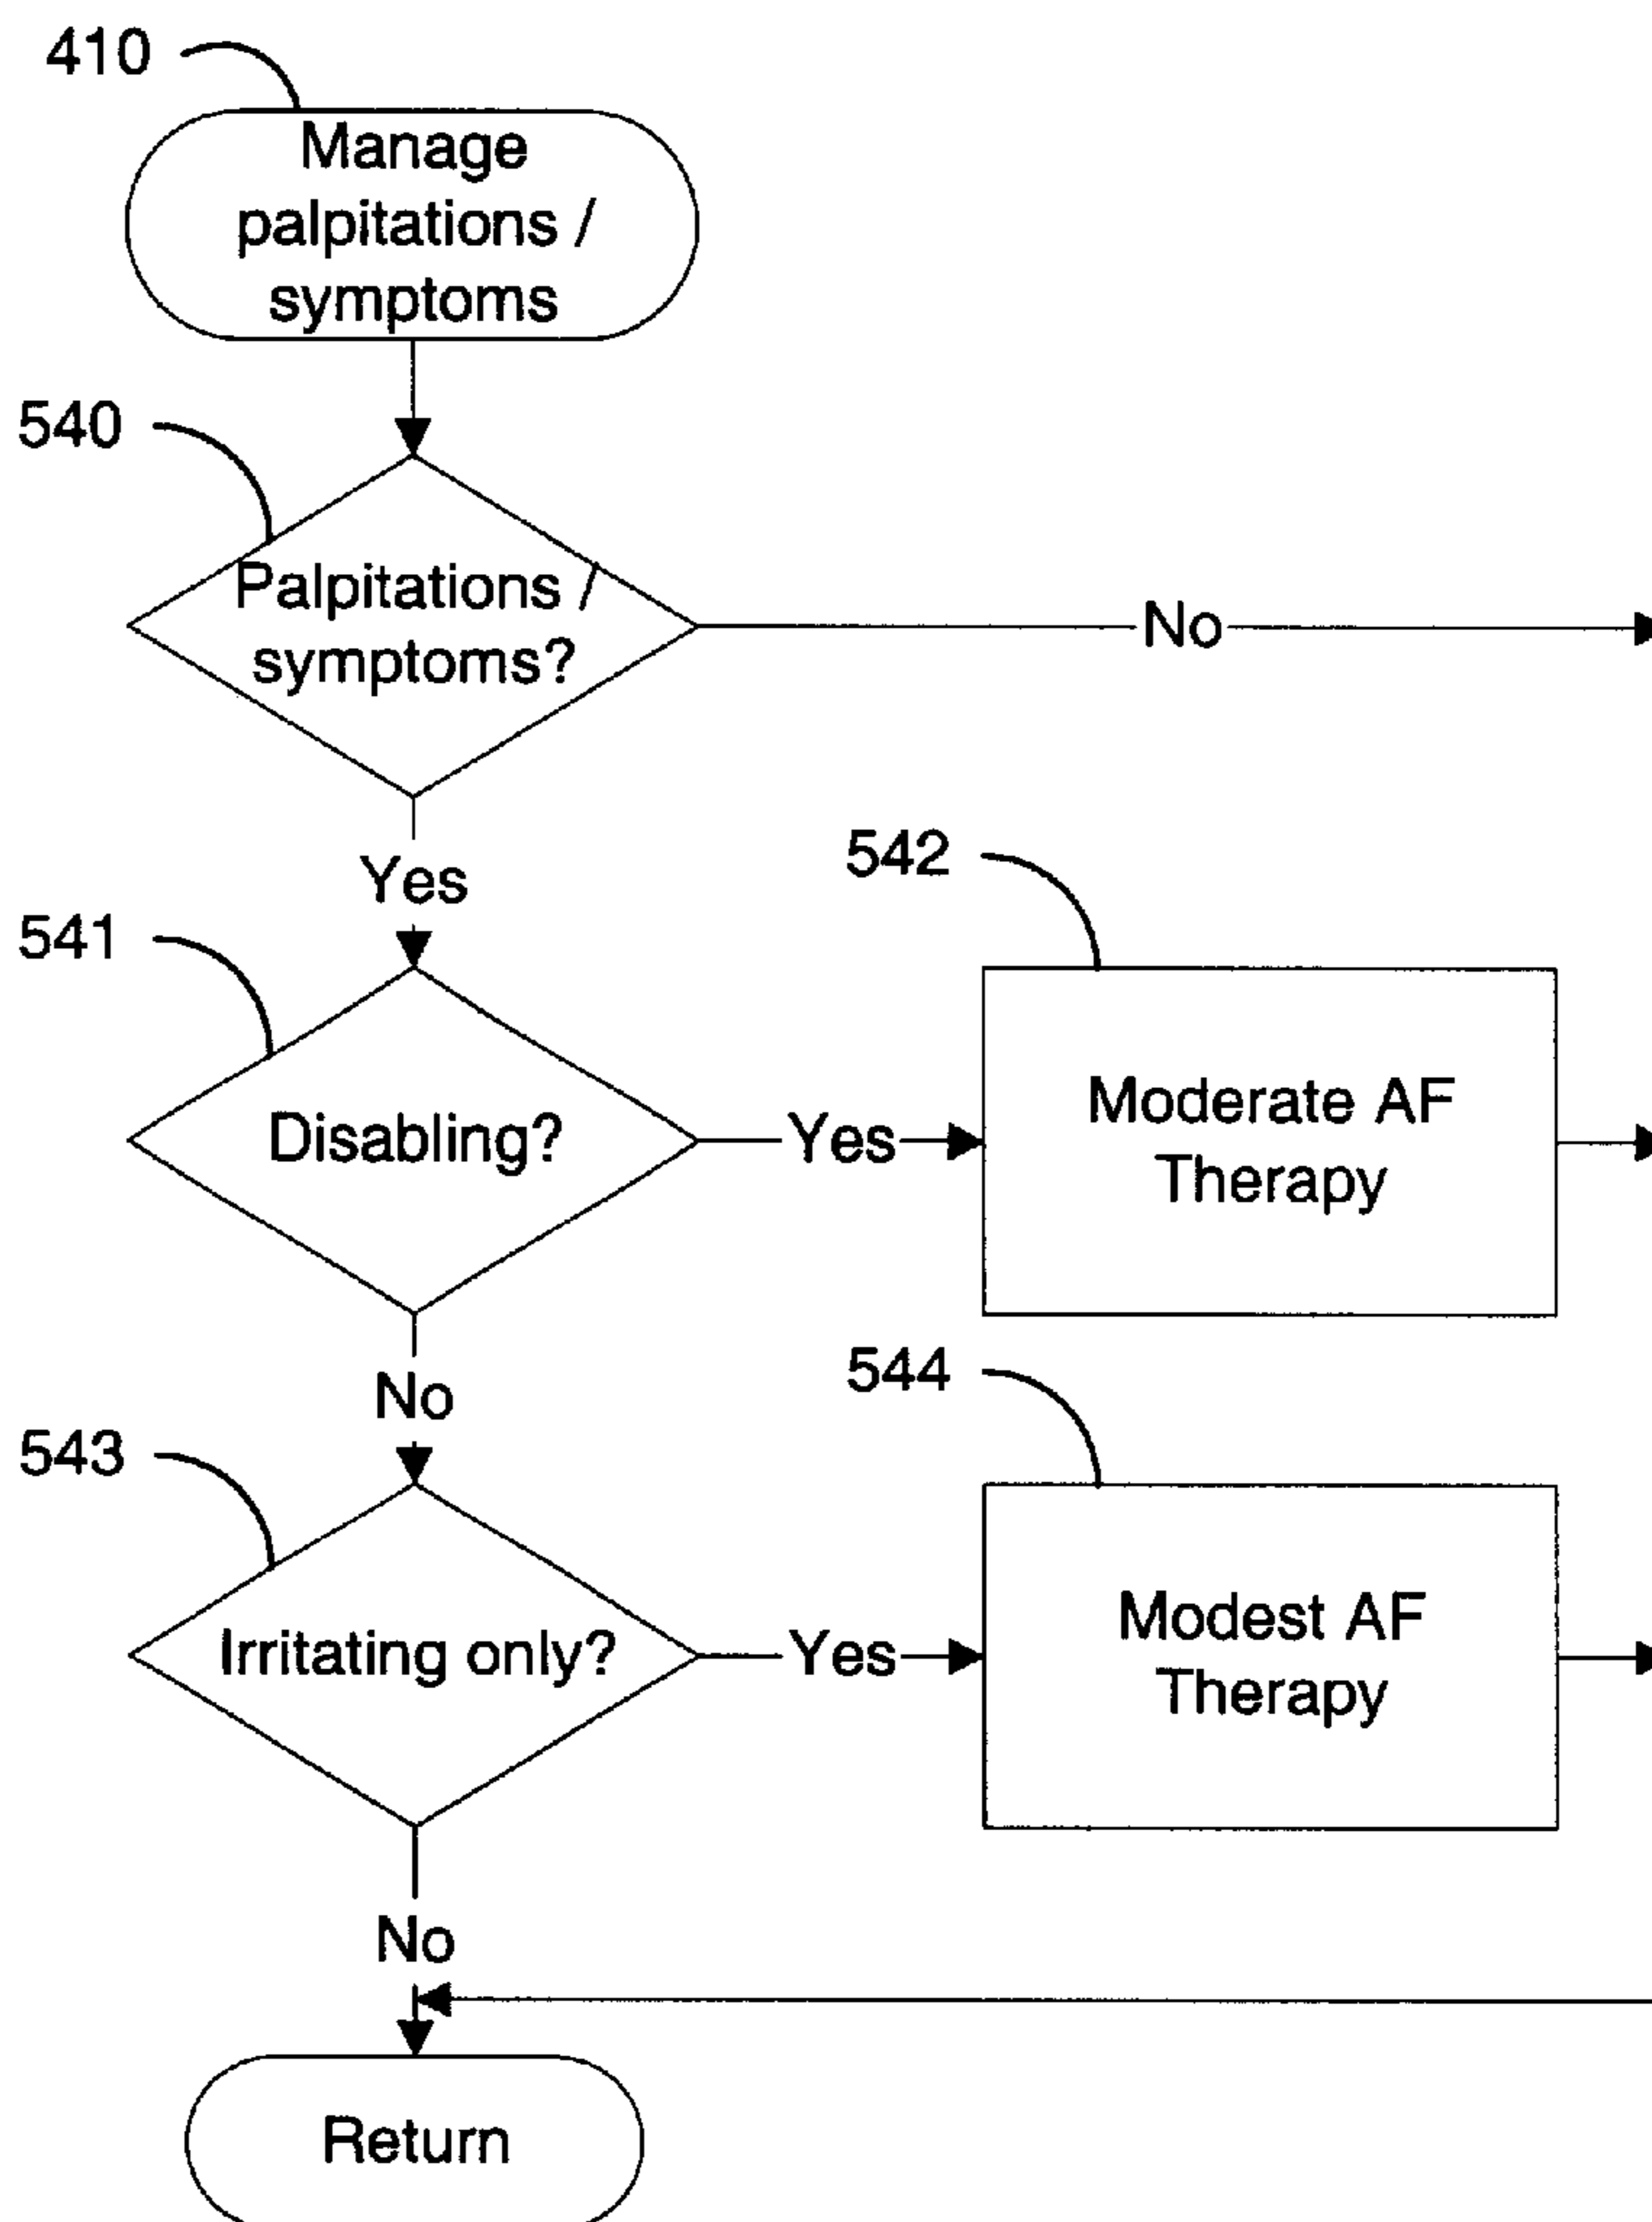 410
Manage
palpitations /
symptoms
540
Palpitations /
symptoms?
No
Yes
541
Disabling?
Yes
542
Moderate AF
Therapy
No
543
Irritating only?
Yes
544
Modest AF
Therapy
No
Return